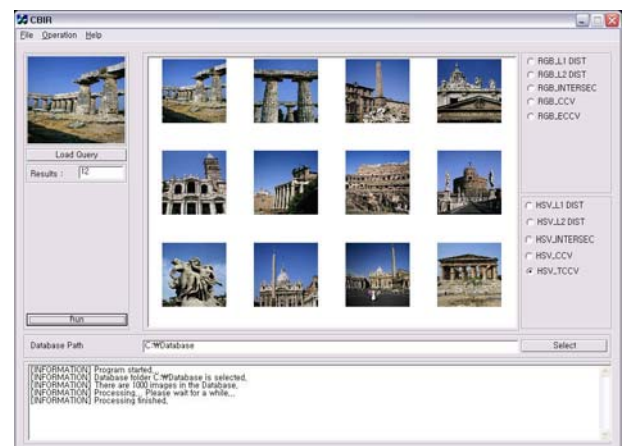 CBIR
File Operation Help
Load Query
Results : 12
Run
RGB_L1 DIST
RGB_L2 DIST
RGB_INTERSEC
RGB_CCV
RGB_ECCV
HSV_L1 DIST
HSV_L2 DIST
HSV_INTERSEC
HSV_CCV
HSV_TCCV
Database Path C:₩Database Select
[INFORMATION] Program started,,,
[INFORMATION] Database folder C:₩Database is selected,
[INFORMATION] There are 1000 images in the Database,
[INFORMATION] Processing,,, Please wait for a while,,,
[INFORMATION] Processing finished,